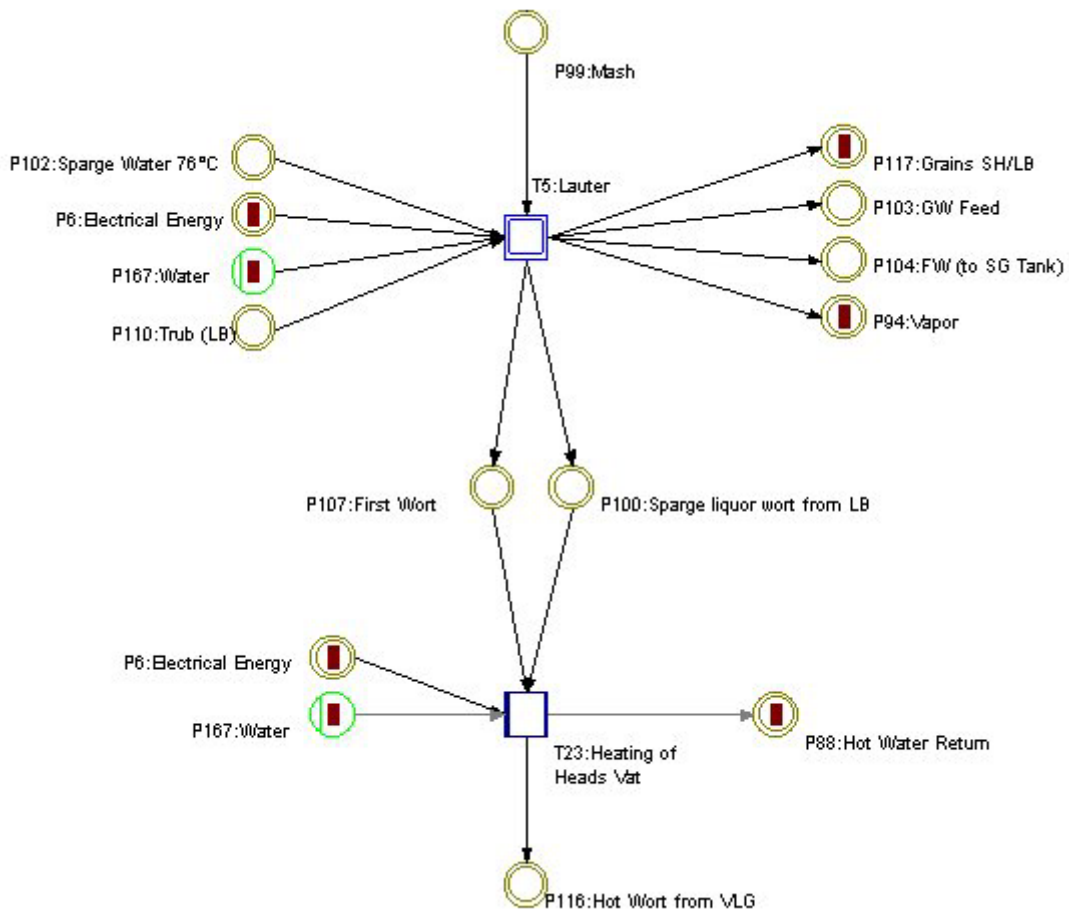 P99:Mash
P102:Sparge Water 76°C
T5:Lauter
P117:Grains SH/LB
P6:Electrical Energy
P103:GW Feed
P167:Water
P104:FW (to SG Tank)
P110:Trub (LB)
P94:Vapor
P107:First Wort
P100:Sparge liquor wort from LB
P6:Electrical Energy
P167:Water
P88:Hot Water Return
T23:Heating of
Heads Vat
P116:Hot Wort from VLG